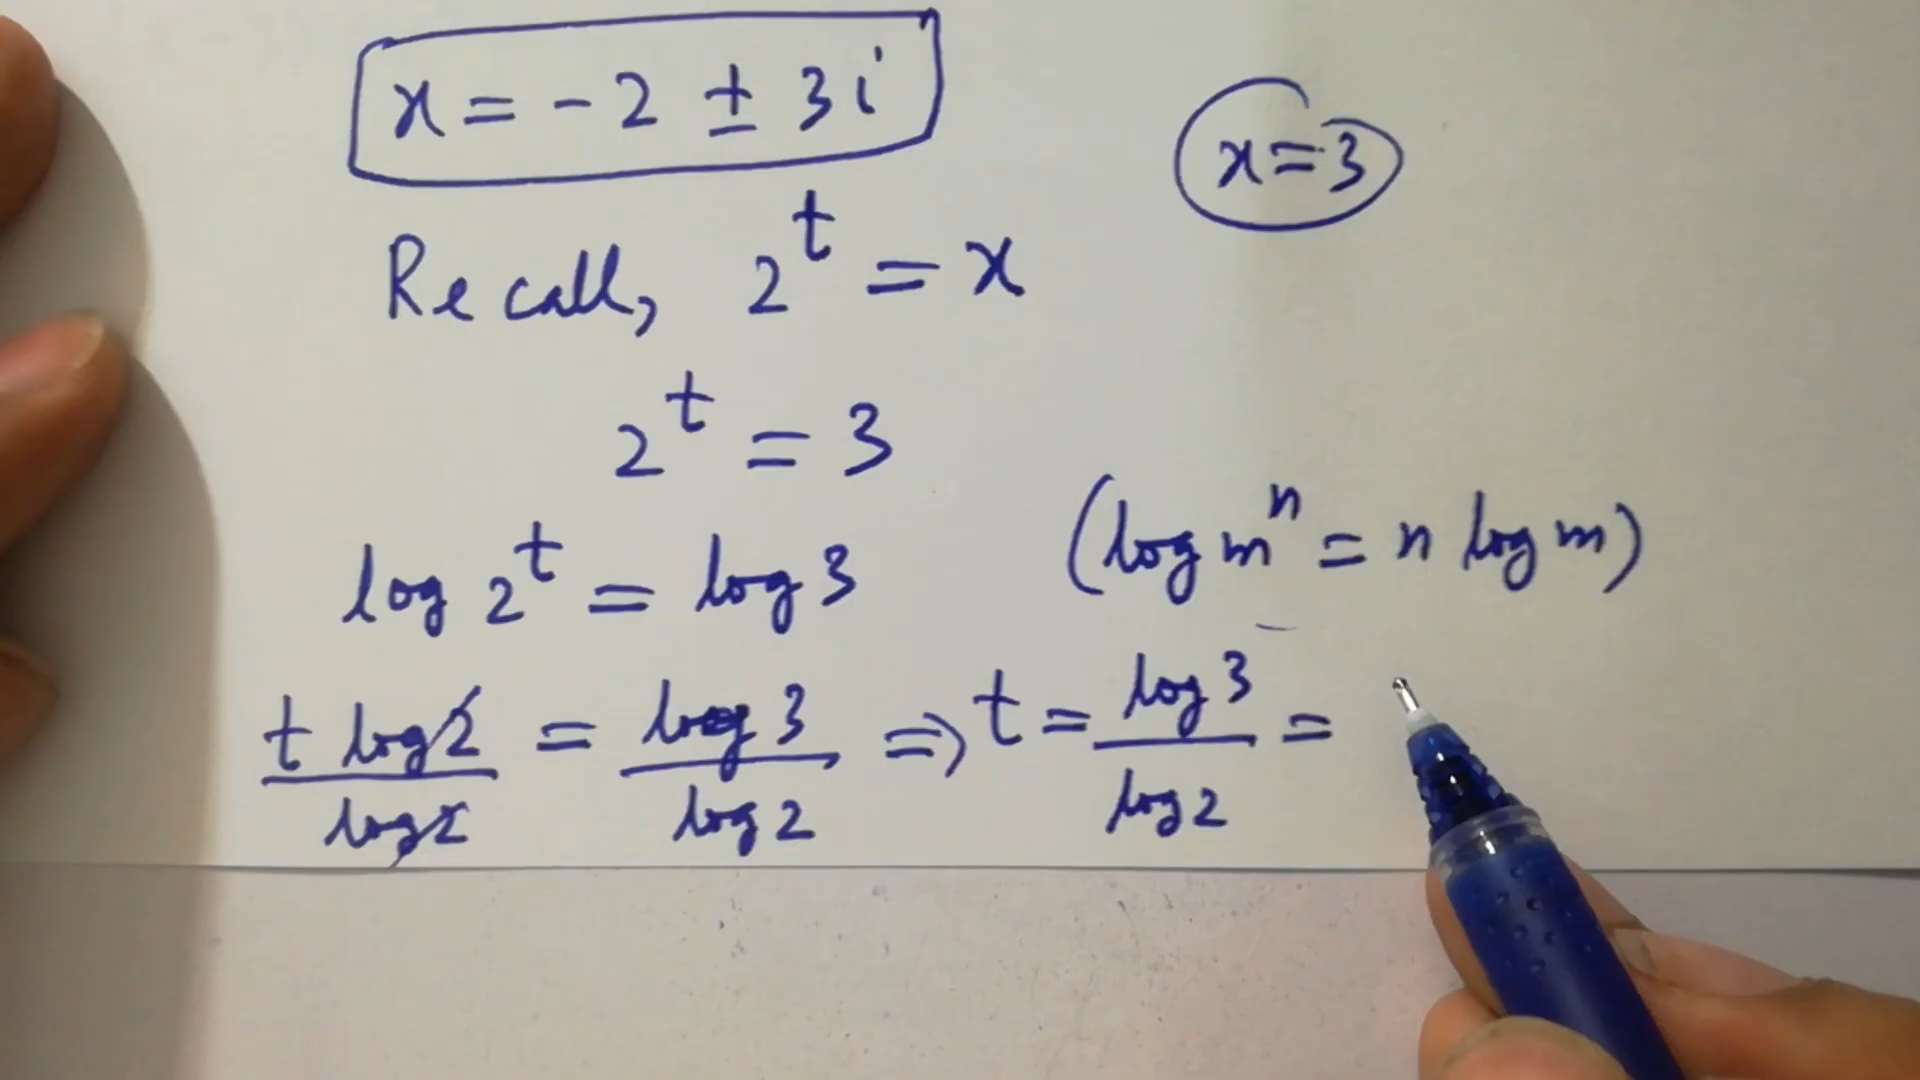 x = -2 ± 3i
x=3
Recall, 2^t = x
2^t = 3
log 2^t = log 3
(log m^n = n log m)
t log 2 / log 2 = log 3 / log 2 ⇒ t = log 3 / log 2 =